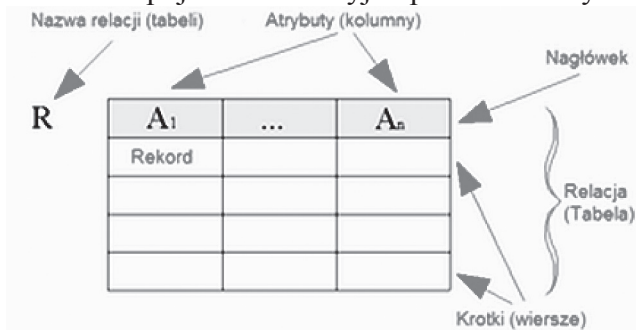 Nazwa relacji (tabeli)
Atrybuty (kolumny)
Nagłówek
R
A1
...
An
Rekord
Relacja
(Tabela)
Krotki (wiersze)